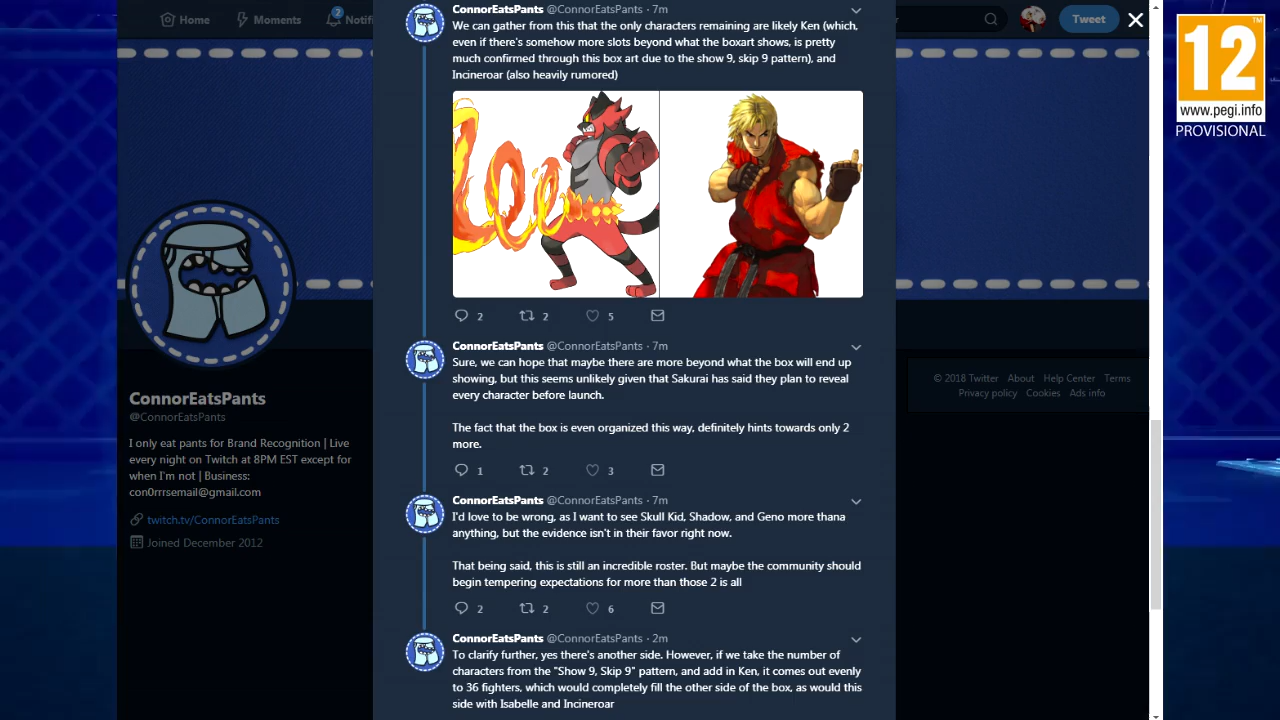 Home
Moments
2
Notifi
Tweet
12
www.pegi.info
PROVISIONAL
ConnorEatsPants @ConnorEatsPants · 7m
We can gather from this that the only characters remaining are likely Ken (which,
even if there's somehow more slots beyond what the boxart shows, is pretty
much confirmed through this box art due to the show 9, skip 9 pattern), and
Incineroar (also heavily rumored)
2 2 5
ConnorEatsPants @ConnorEatsPants · 7m
Sure, we can hope that maybe there are more beyond what the box will end up
showing, but this seems unlikely given that Sakurai has said they plan to reveal
every character before launch.
The fact that the box is even organized this way, definitely hints towards only 2
more.
1 2 3
ConnorEatsPants @ConnorEatsPants · 7m
I'd love to be wrong, as I want to see Skull Kid, Shadow, and Geno more thana
anything, but the evidence isn't in their favor right now.
That being said, this is still an incredible roster. But maybe the community should
begin tempering expectations for more than those 2 is all
2 2 6
ConnorEatsPants @ConnorEatsPants · 2m
To clarify further, yes there's another side. However, if we take the number of
characters from the "Show 9, Skip 9" pattern, and add in Ken, it comes out evenly
to 36 fighters, which would completely fill the other side of the box, as would this
side with Isabelle and Incineroar
ConnorEatsPants
@ConnorEatsPants
I only eat pants for Brand Recognition | Live
every night on Twitch at 8PM EST except for
when I'm not | Business:
con0rrrsemail@gmail.com
twitch.tv/ConnorEatsPants
Joined December 2012
© 2018 Twitter About Help Center Terms
Privacy policy Cookies Ads info